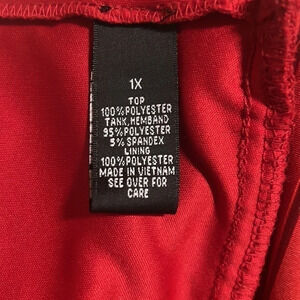 1X
TOP
100%POLYESTER
TANK,HEMBAND
95%POLYESTER
5%SPANDEX
LINING
100%POLYESTER
MADE IN VIETNAM
SEE OVER FOR
CARE